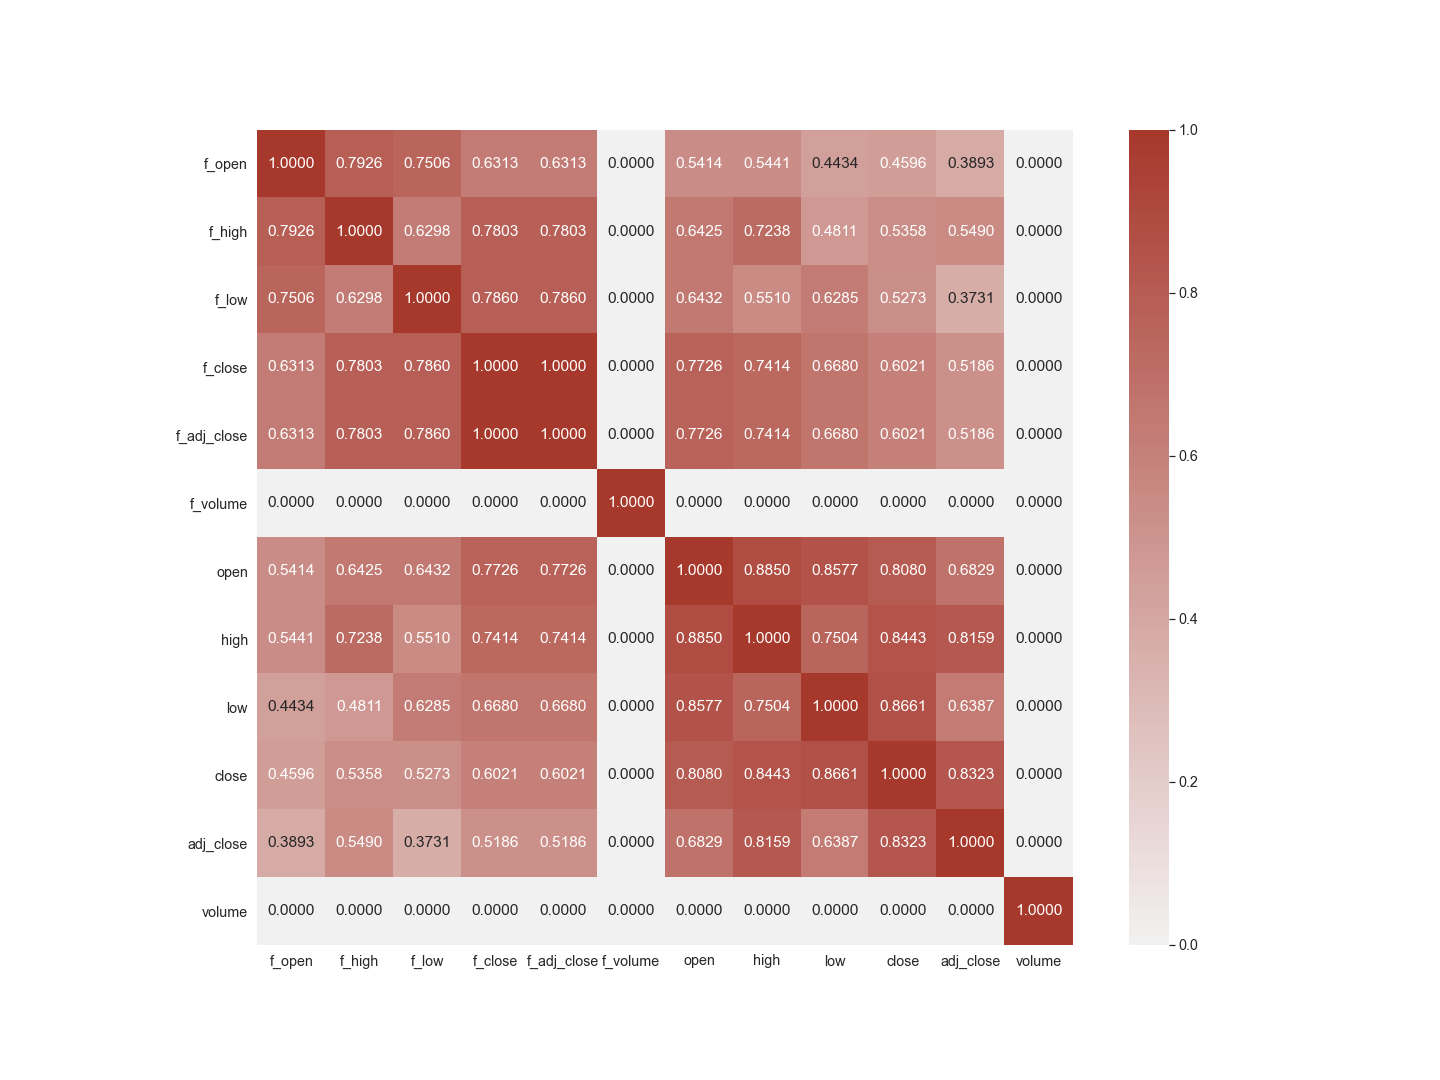 f_open 1.0000 0.7926 0.7506 0.6313 0.6313 0.0000 0.5414 0.5441 0.4434 0.4596 0.3893 0.0000
f_high 0.7926 1.0000 0.6298 0.7803 0.7803 0.0000 0.6425 0.7238 0.4811 0.5358 0.5490 0.0000
f_low 0.7506 0.6298 1.0000 0.7860 0.7860 0.0000 0.6432 0.5510 0.6285 0.5273 0.3731 0.0000
f_close 0.6313 0.7803 0.7860 1.0000 1.0000 0.0000 0.7726 0.7414 0.6680 0.6021 0.5186 0.0000
f_adj_close 0.6313 0.7803 0.7860 1.0000 1.0000 0.0000 0.7726 0.7414 0.6680 0.6021 0.5186 0.0000
f_volume 0.0000 0.0000 0.0000 0.0000 0.0000 1.0000 0.0000 0.0000 0.0000 0.0000 0.0000 0.0000
open 0.5414 0.6425 0.6432 0.7726 0.7726 0.0000 1.0000 0.8850 0.8577 0.8080 0.6829 0.0000
high 0.5441 0.7238 0.5510 0.7414 0.7414 0.0000 0.8850 1.0000 0.7504 0.8443 0.8159 0.0000
low 0.4434 0.4811 0.6285 0.6680 0.6680 0.0000 0.8577 0.7504 1.0000 0.8661 0.6387 0.0000
close 0.4596 0.5358 0.5273 0.6021 0.6021 0.0000 0.8080 0.8443 0.8661 1.0000 0.8323 0.0000
adj_close 0.3893 0.5490 0.3731 0.5186 0.5186 0.0000 0.6829 0.8159 0.6387 0.8323 1.0000 0.0000
volume 0.0000 0.0000 0.0000 0.0000 0.0000 0.0000 0.0000 0.0000 0.0000 0.0000 0.0000 1.0000
f_open f_high f_low f_close f_adj_close f_volume open high low close adj_close volume
1.0
0.8
0.6
0.4
0.2
0.0